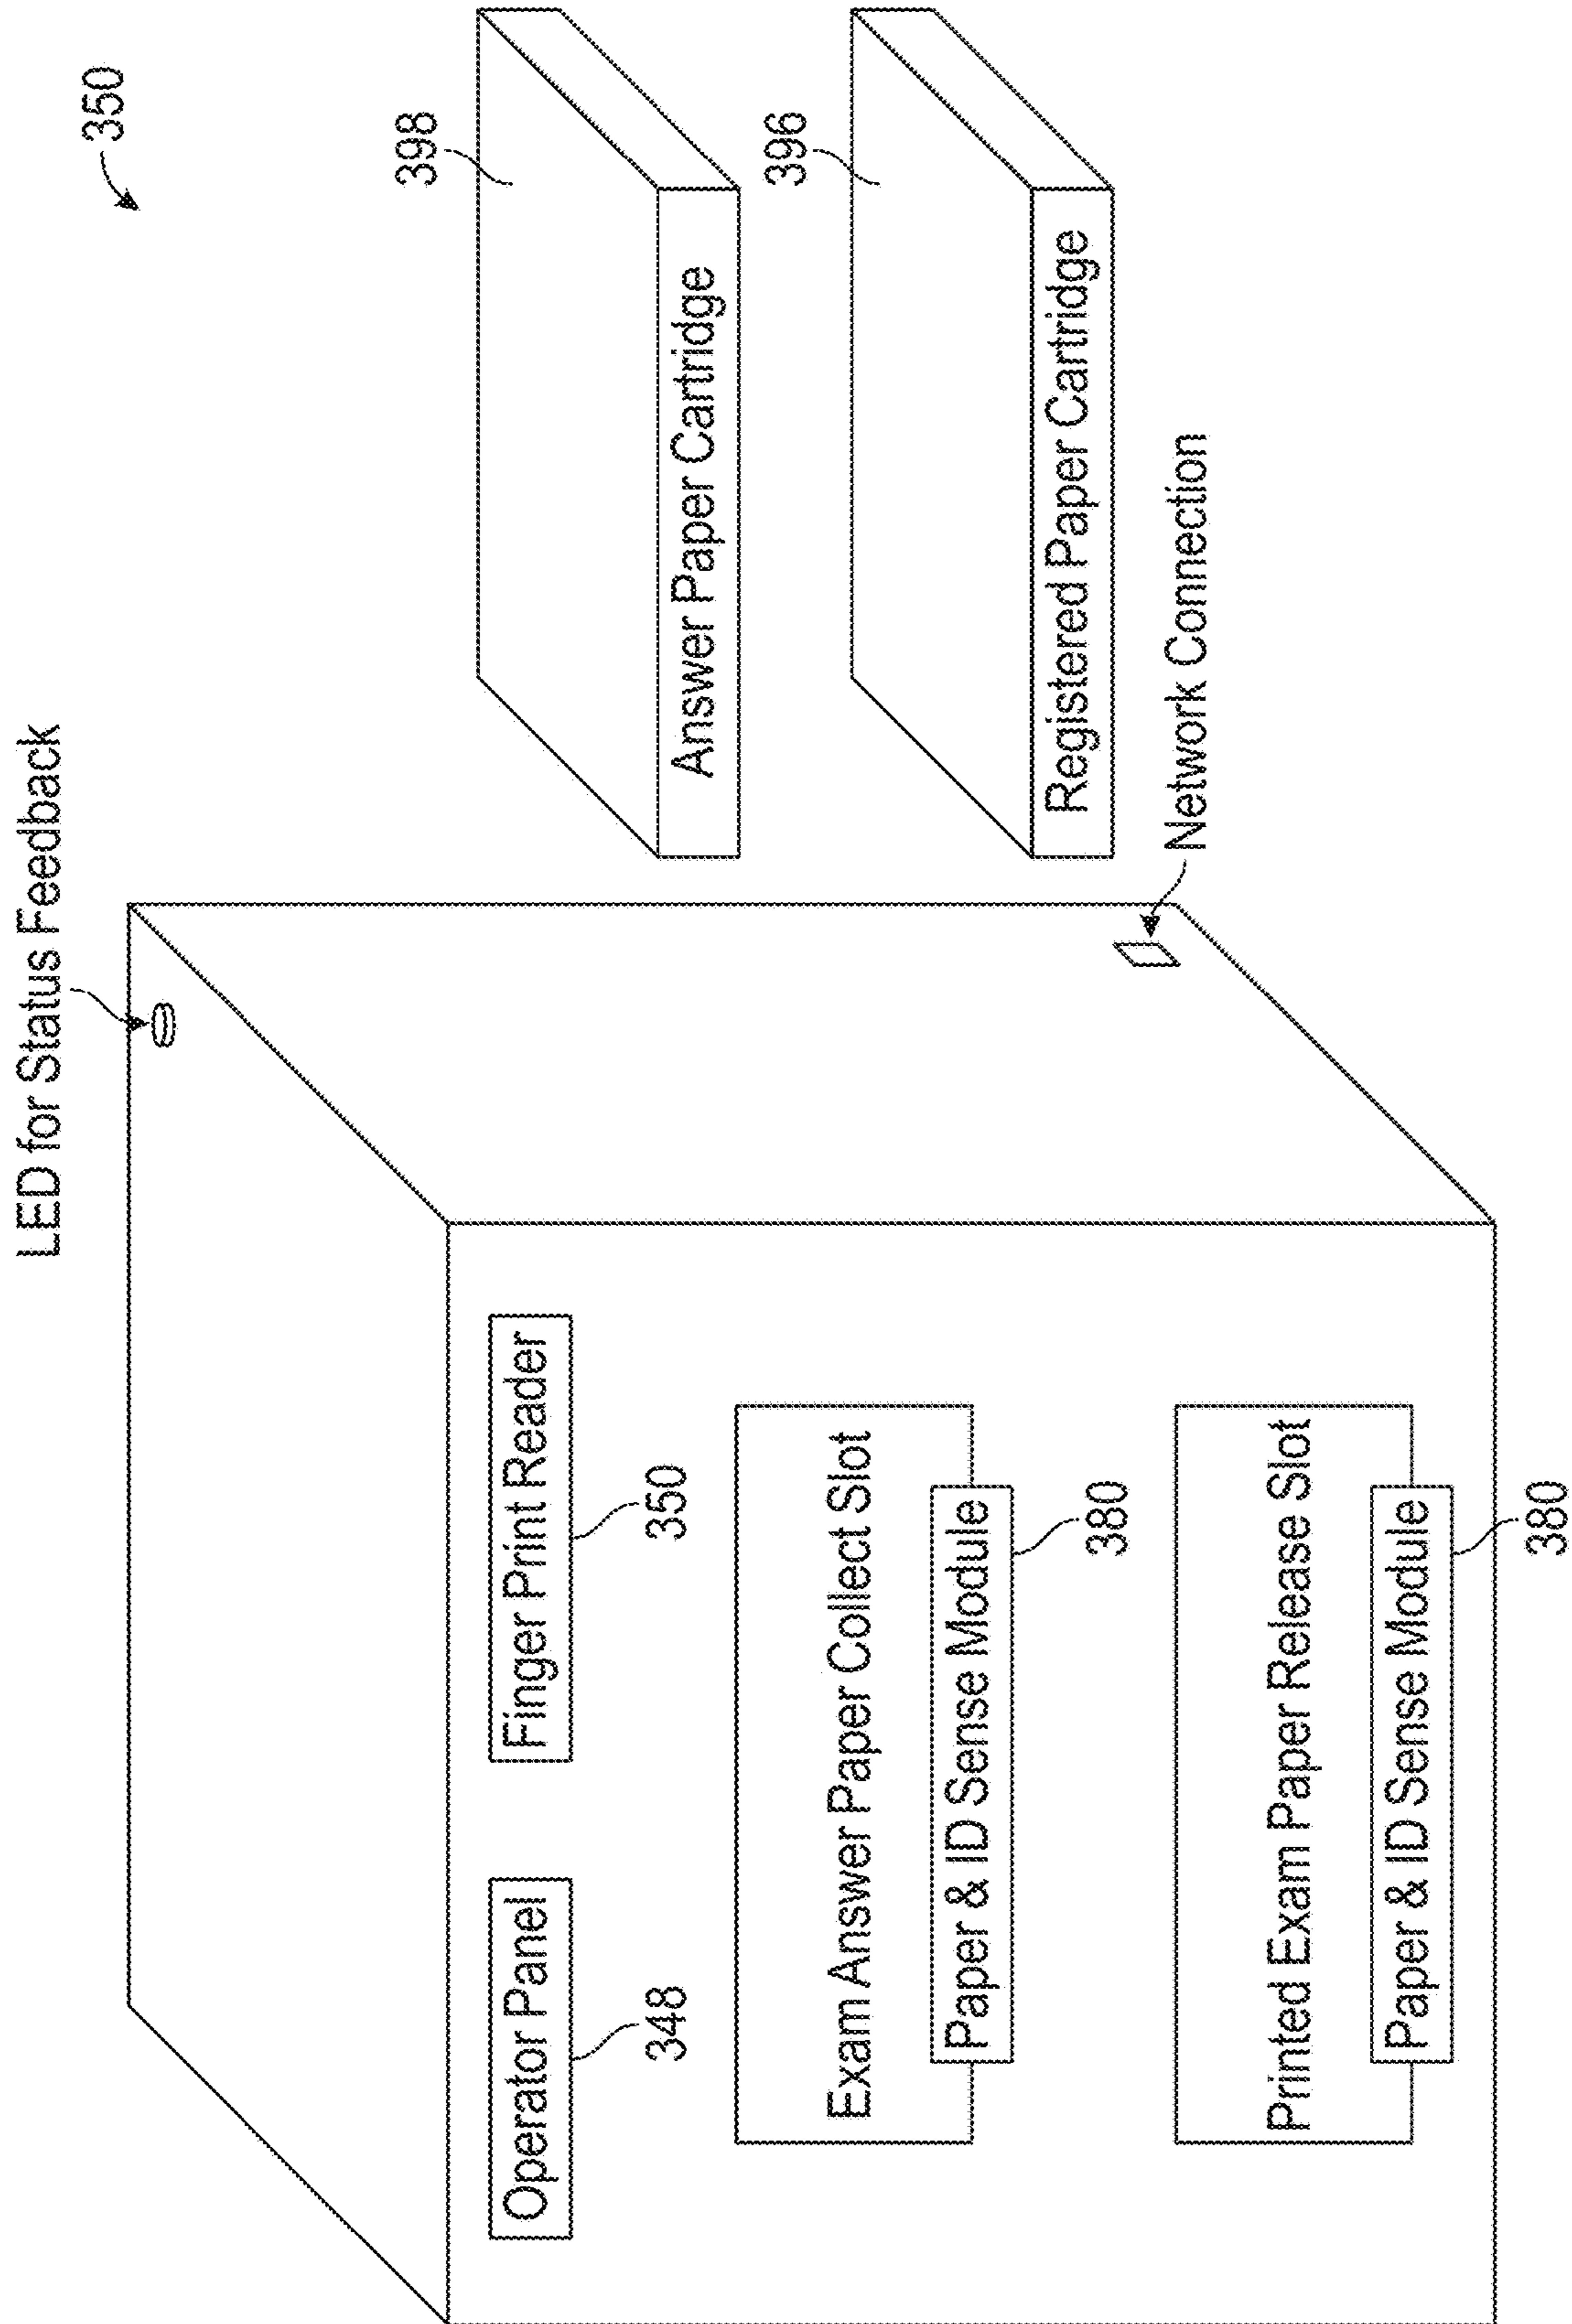 350
LED for Status Feedback
398
Answer Paper Cartridge
396
Registered Paper Cartridge
Network Connection
Operator Panel
348
Finger Print Reader
350
Exam Answer Paper Collect Slot
Paper & ID Sense Module
380
Printed Exam Paper Release Slot
Paper & ID Sense Module
380